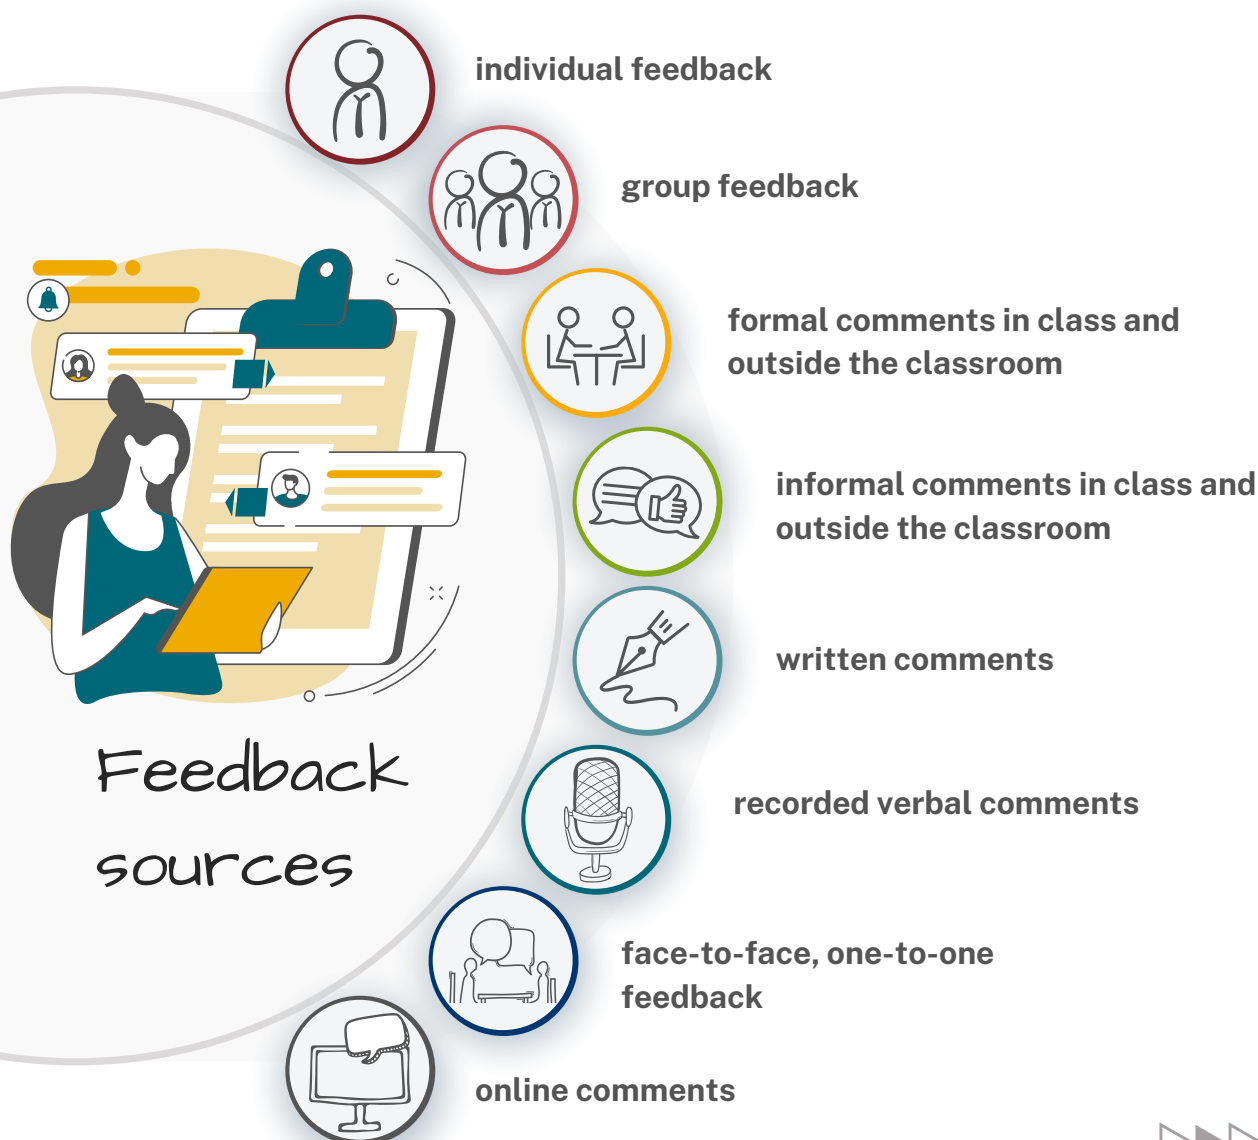 individual feedback
group feedback
formal comments in class and
outside the classroom
informal comments in class and
outside the classroom
written comments
Feedback
sources
recorded verbal comments
face-to-face, one-to-one
feedback
online comments